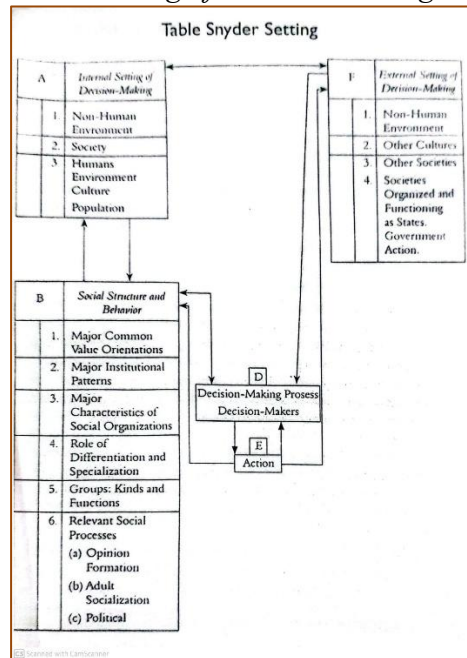 Table Snyder Setting
A
Internal Setting of
Decision-Making
1. Non-Human
Environment
2. Society
3 Humans
Environment
Culture
Population
F
External Setting of
Decision-Making
1. Non-Human
Environment
2. Other Cultures
3. Other Societies
4. Societies
Organized and
Functioning
as States.
Government
Action.
B
Social Structure and
Behavior
1. Major Common
Value Orientations
2. Major Institutional
Patterns
3. Major
Characteristics of
Social Organizations
4. Role of
Differentiation and
Specialization
5. Groups: Kinds and
Functions
6. Relevant Social
Processes
(a) Opinion
Formation
(b) Adult
Socialization
(c) Political
D
Decision-Making Prosess
Decision-Makers
E
Action
CS Scanned with CamScanner